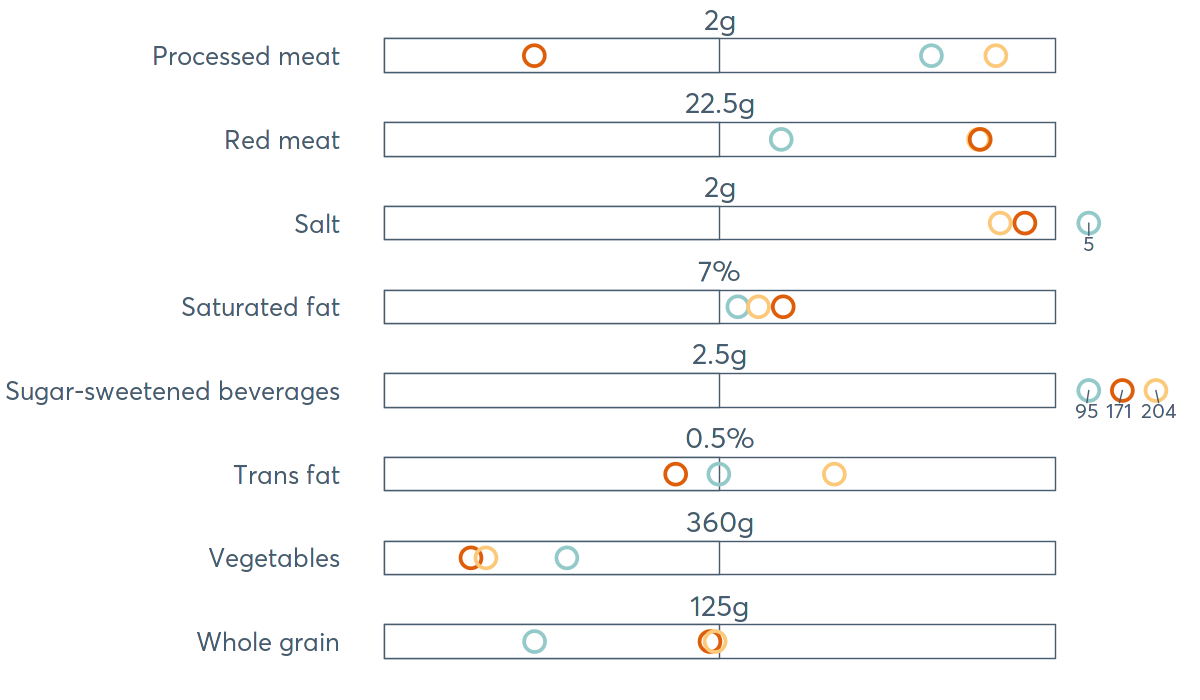 2g
Processed meat
22.5g
Red meat
2g
Salt
5
7%
Saturated fat
2.5g
Sugar-sweetened beverages
95 171 204
0.5%
Trans fat
360g
Vegetables
125g
Whole grain